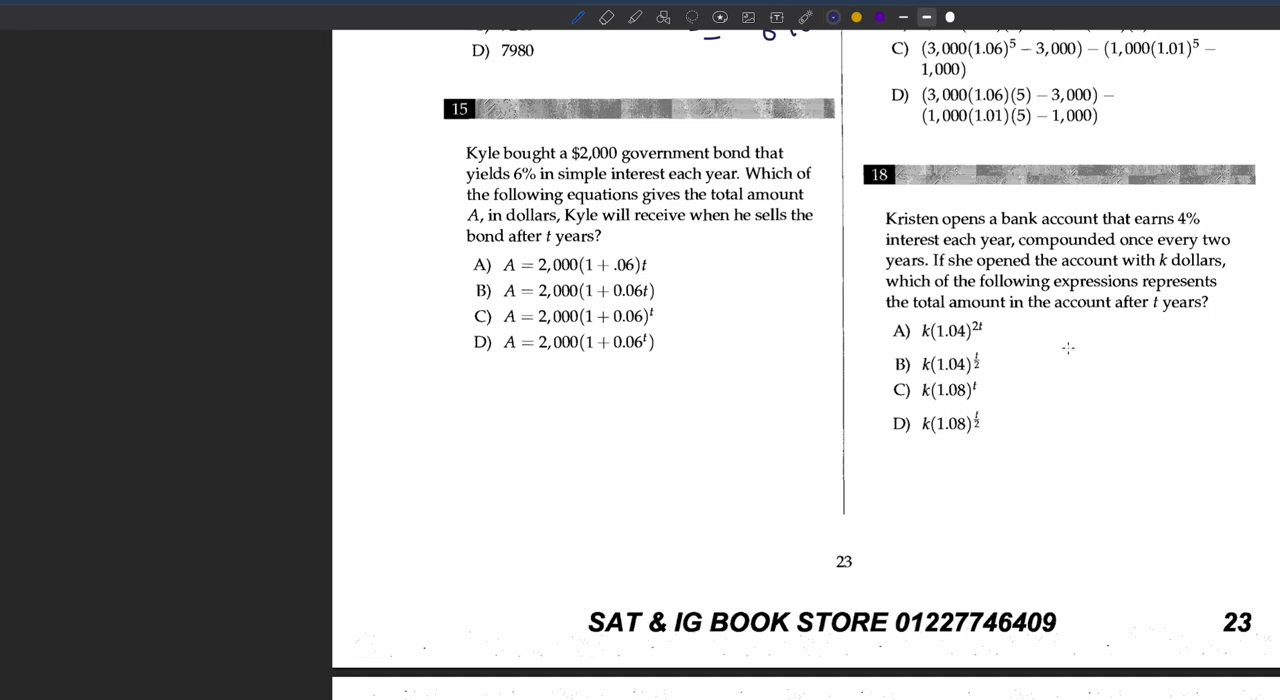 D) 7980
15
Kyle bought a $2,000 government bond that
yields 6% in simple interest each year. Which of
the following equations gives the total amount
A, in dollars, Kyle will receive when he sells the
bond after t years?
A) A = 2,000(1 + .06)t
B) A = 2,000(1 + 0.06t)
C) A = 2,000(1 + 0.06)^t
D) A = 2,000(1 + 0.06^t)
C) (3,000(1.06)^5 − 3,000) − (1,000(1.01)^5 −
1,000)
D) (3,000(1.06)(5) − 3,000) −
(1,000(1.01)(5) − 1,000)
18
Kristen opens a bank account that earns 4%
interest each year, compounded once every two
years. If she opened the account with k dollars,
which of the following expressions represents
the total amount in the account after t years?
A) k(1.04)^2t
B) k(1.04)^t/2
C) k(1.08)^t
D) k(1.08)^t/2
23
SAT & IG BOOK STORE 01227746409 23